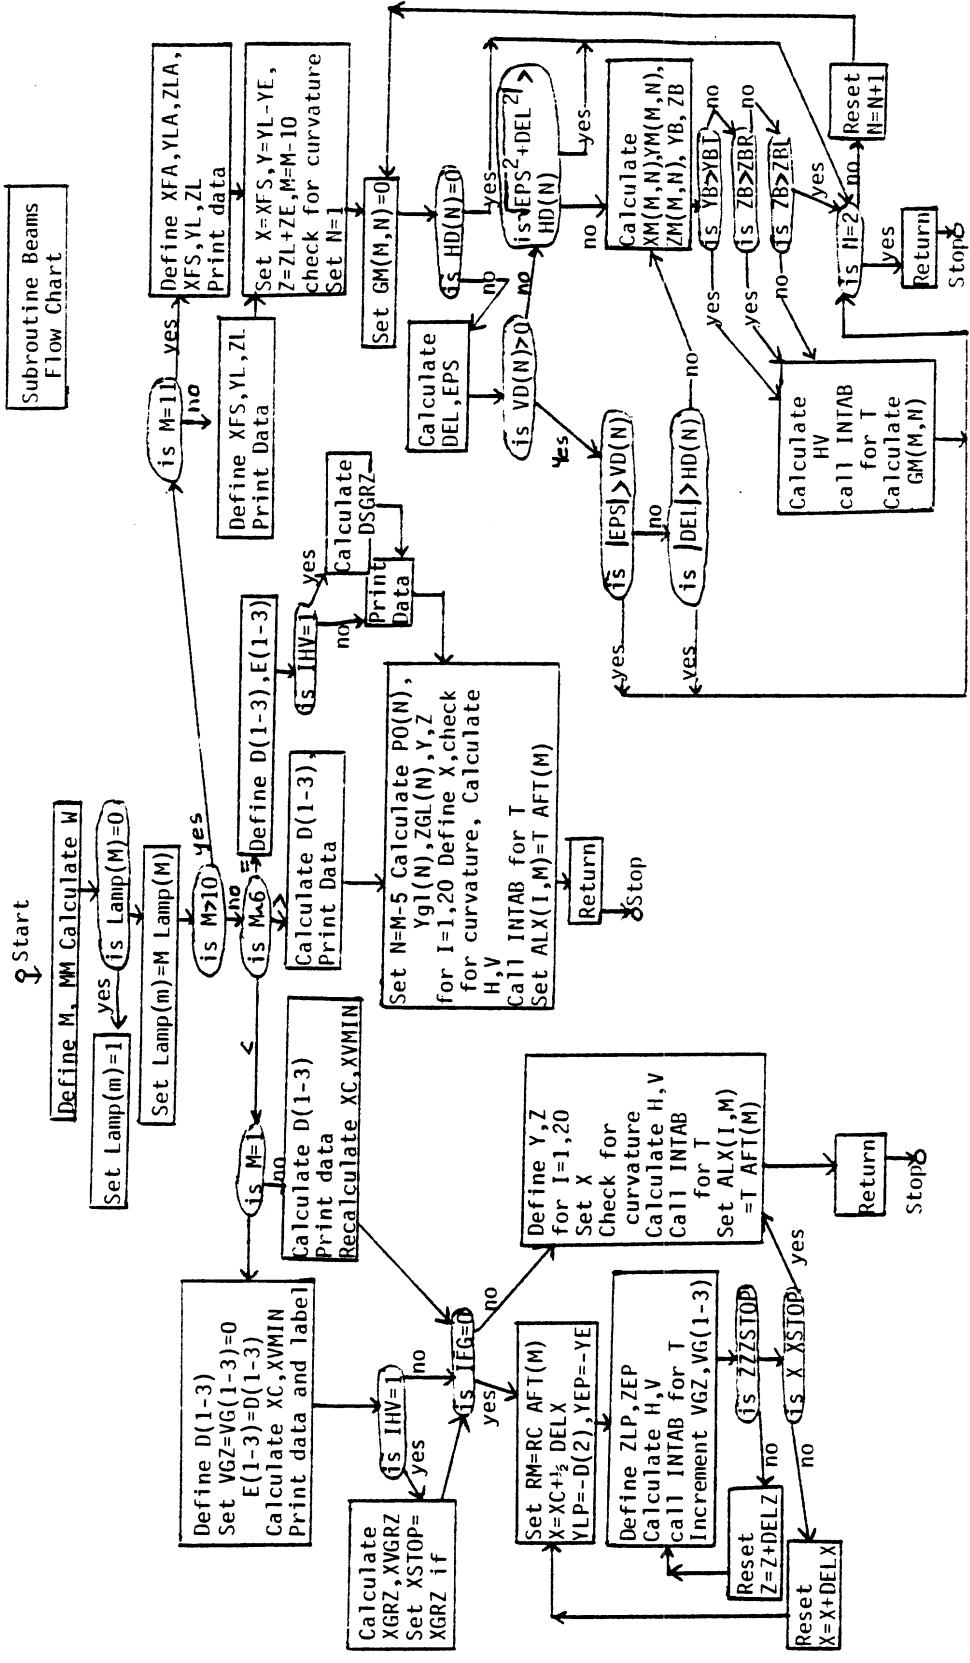 Subroutine Beams
Flow Chart
Start
Define M, MM Calculate W
is Lamp(M)=0
yes
Set Lamp(m)=1
Set Lamp(m)=M Lamp(M)
is M>10
yes
no
is M~6
<
=
>
is M=11
yes
no
Define XFA,YLA,ZLA,
XFS,YL,ZL
Print data
Define XFS,YL,ZL
Print Data
Set X=XFS,Y=YL-YE,
Z=ZL+ZE,M=M-10
check for curvature
Set N=1
Set GM(M,N)=0
is HD(N)=0
yes
no
Calculate
DEL,EPS
is VD(N)>0
no
Yes
is |EPS²+DEL²|>
HD(N)
yes
no
is |EPS|>VD(N)
yes
no
is |DEL|>HD(N)
yes
no
Calculate
XM(M,N),YM(M,N),
ZM(M,N), YB, ZB
is YB>YBT
no
yes
is ZB>ZBR
no
yes
is ZB>ZBL
yes
no
Calculate
HV
call INTAB
for T
Calculate
GM(M,N)
is N=2
no
yes
Reset
N=N+1
Return
Stop
Define D(1-3),E(1-3)
is IHV=1
yes
no
Calculate
DSGRZ
Print
Data
Calculate D(1-3),
Print Data
Set N=M-5 Calculate PO(N),
Ygl(N),ZGL(N),Y,Z
for I=1,20 Define X,check
for curvature, Calculate
H,V
Call INTAB for T
Set ALX(I,M)=T AFT(M)
Return
Stop
is M=1
no
Calculate D(1-3)
Print data
Recalculate XC,XVMIN
Define D(1-3)
Set VGZ=VG(1-3)=0
E(1-3)=D(1-3)
Calculate XC,XVMIN
Print data and label
is IHV=1
no
yes
Calculate
XGRZ,XVGRZ
Set XSTOP=
XGRZ if
is IFG=0
no
yes
Define Y,Z
for I=1,20
Set X
Check for
curvature
Calculate H,V
Call INTAB
for T
Set ALX(I,M)
=T AFT(M)
Return
Stop
Set RM=RC AFT(M)
X=XC+½ DELX
YLP=-D(2),YEP=-YE
Define ZLP,ZEP
Calculate H,V
call INTAB for T
Increment VGZ,VG(1-3)
is ZZZSTOP
no
Reset
Z=Z+DELZ
is X XSTOP
yes
no
Reset
X=X+DELX